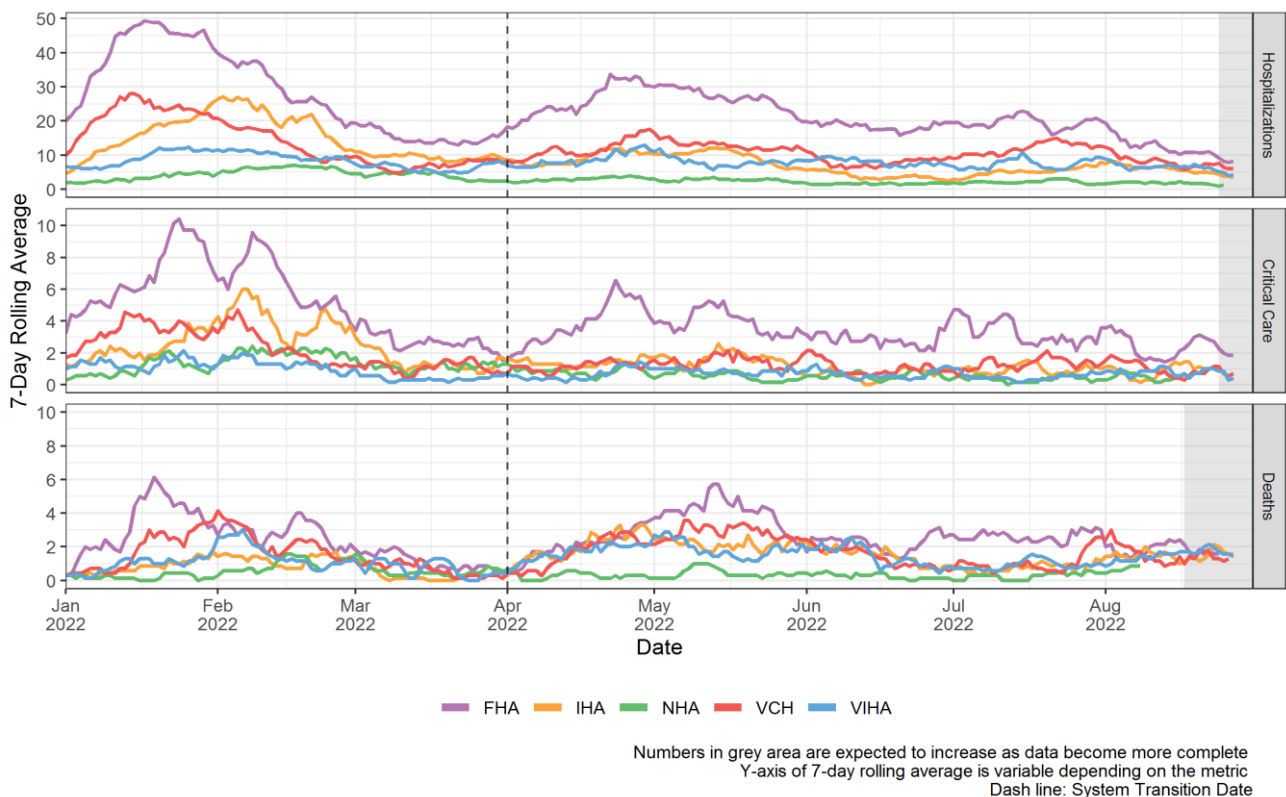 7-Day Rolling Average
50
40
30
20
10
0
Hospitalizations
10
8
6
4
2
0
Critical Care
10
8
6
4
2
0
Deaths
Jan Feb Mar Apr May Jun Jul Aug
2022 2022 2022 2022 2022 2022 2022 2022
Date
FHA IHA NHA VCH VIHA
Numbers in grey area are expected to increase as data become more complete
Y-axis of 7-day rolling average is variable depending on the metric
Dash line: System Transition Date